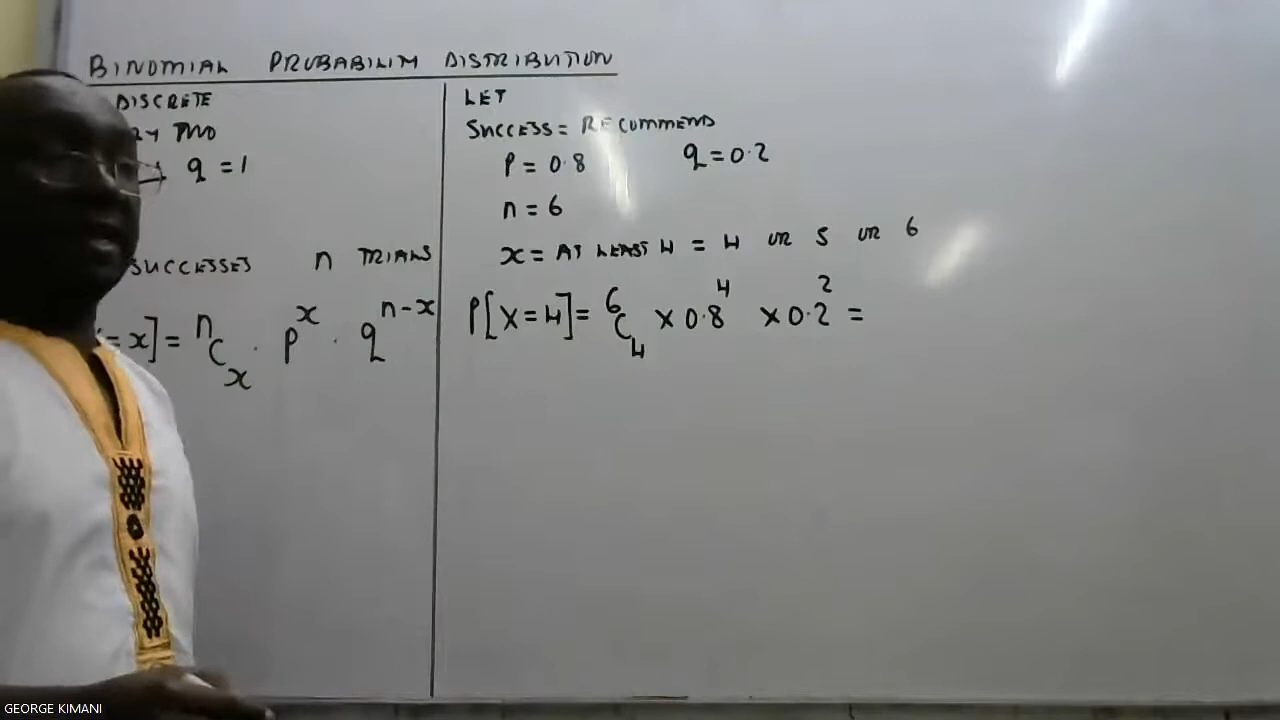 BINOMIAL PROBABILITY DISTRIBUTION
DISCRETE
TWO
q = 1
SUCCESSES n TRIALS
= x] = nCx . p^x . q^n-x
LET
SUCCESS = RECOMMEND
P = 0.8 q = 0.2
n = 6
x = AT LEAST 4 = 4 OR 5 OR 6
P[X = 4] = 6C4 × 0.8^4 × 0.2^2 =
GEORGE KIMANI